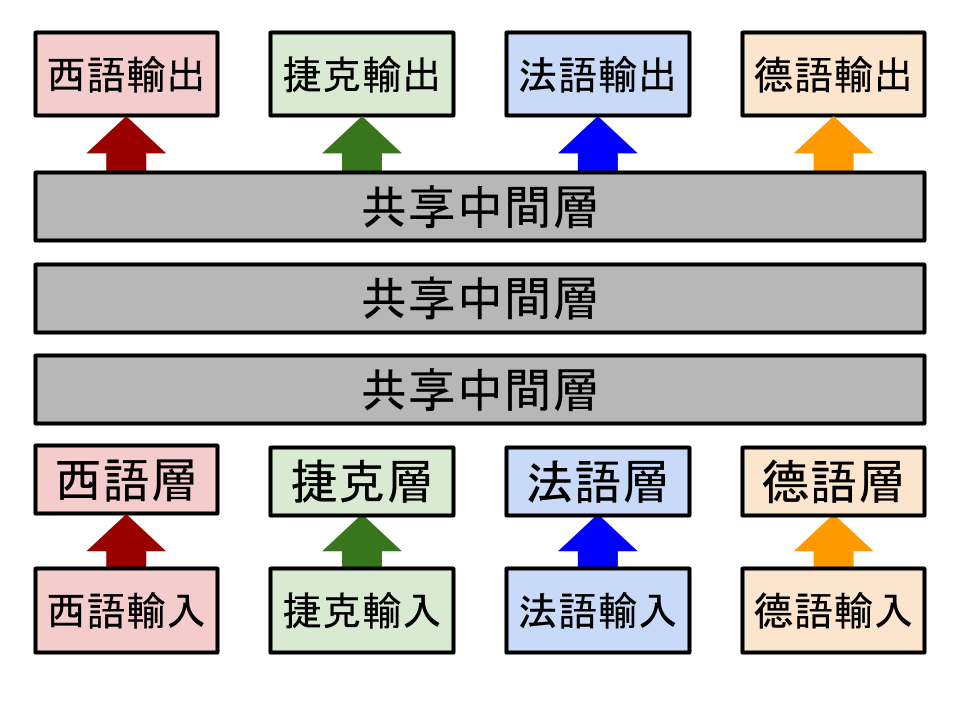 西語輸出 捷克輸出 法語輸出 德語輸出
共享中間層
共享中間層
共享中間層
西語層 捷克層 法語層 德語層
西語輸入 捷克輸入 法語輸入 德語輸入